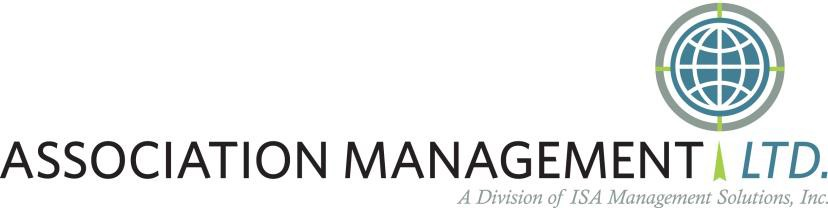 ASSOCIATION MANAGEMENT LTD.
A Division of ISA Management Solutions, Inc.